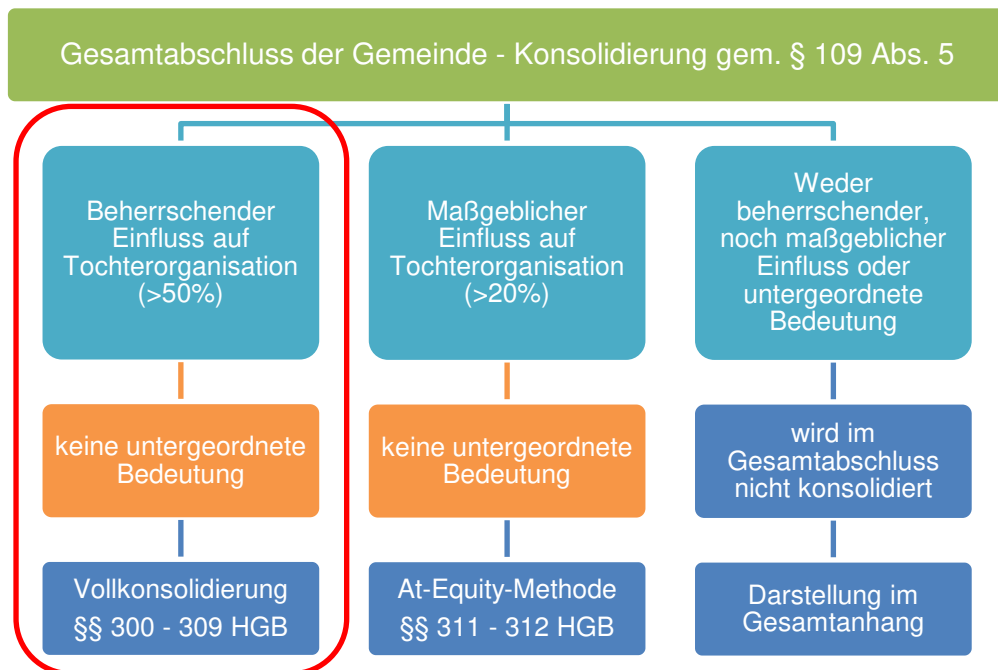 Gesamtabschluss der Gemeinde - Konsolidierung gem. § 109 Abs. 5
Beherrschender
Einfluss auf
Tochterorganisation
(>50%)
keine untergeordnete
Bedeutung
Vollkonsolidierung
§§ 300 - 309 HGB
Maßgeblicher
Einfluss auf
Tochterorganisation
(>20%)
keine untergeordnete
Bedeutung
At-Equity-Methode
§§ 311 - 312 HGB
Weder
beherrschender,
noch maßgeblicher
Einfluss oder
untergeordnete
Bedeutung
wird im
Gesamtabschluss
nicht konsolidiert
Darstellung im
Gesamtanhang